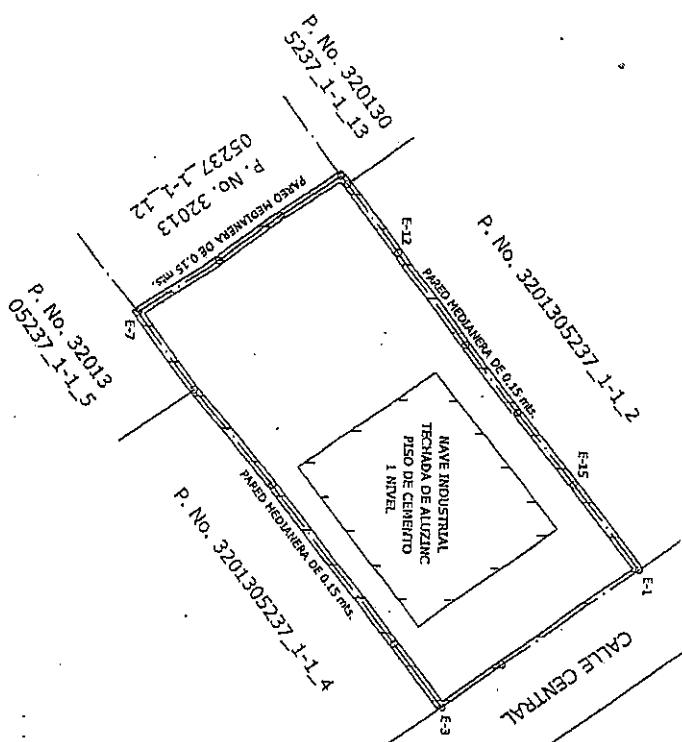 P. No. 320130
5237_1-1_13
P. No. 32013
05237_1-1_12
PARED MEDIANERA DE 0.15 mts.
E-12
P. No. 3201305237_1-1_2
PARED MEDIANERA DE 0.15 mts.
E-7
P. No. 32013
05237_1-1_5
E-15
NAVE INDUSTRIAL
TECHADA DE ALUZINC
PISO DE CEMENTO
1 NIVEL
PARED MEDIANERA DE 0.15 mts.
P. No. 3201305237_1-1_4
E-1
CALLE CENTRAL
E-3